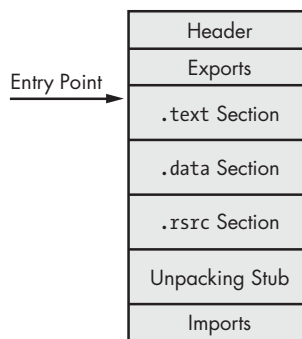 Header
Exports
Entry Point
.text Section
.data Section
.rsrc Section
Unpacking Stub
Imports